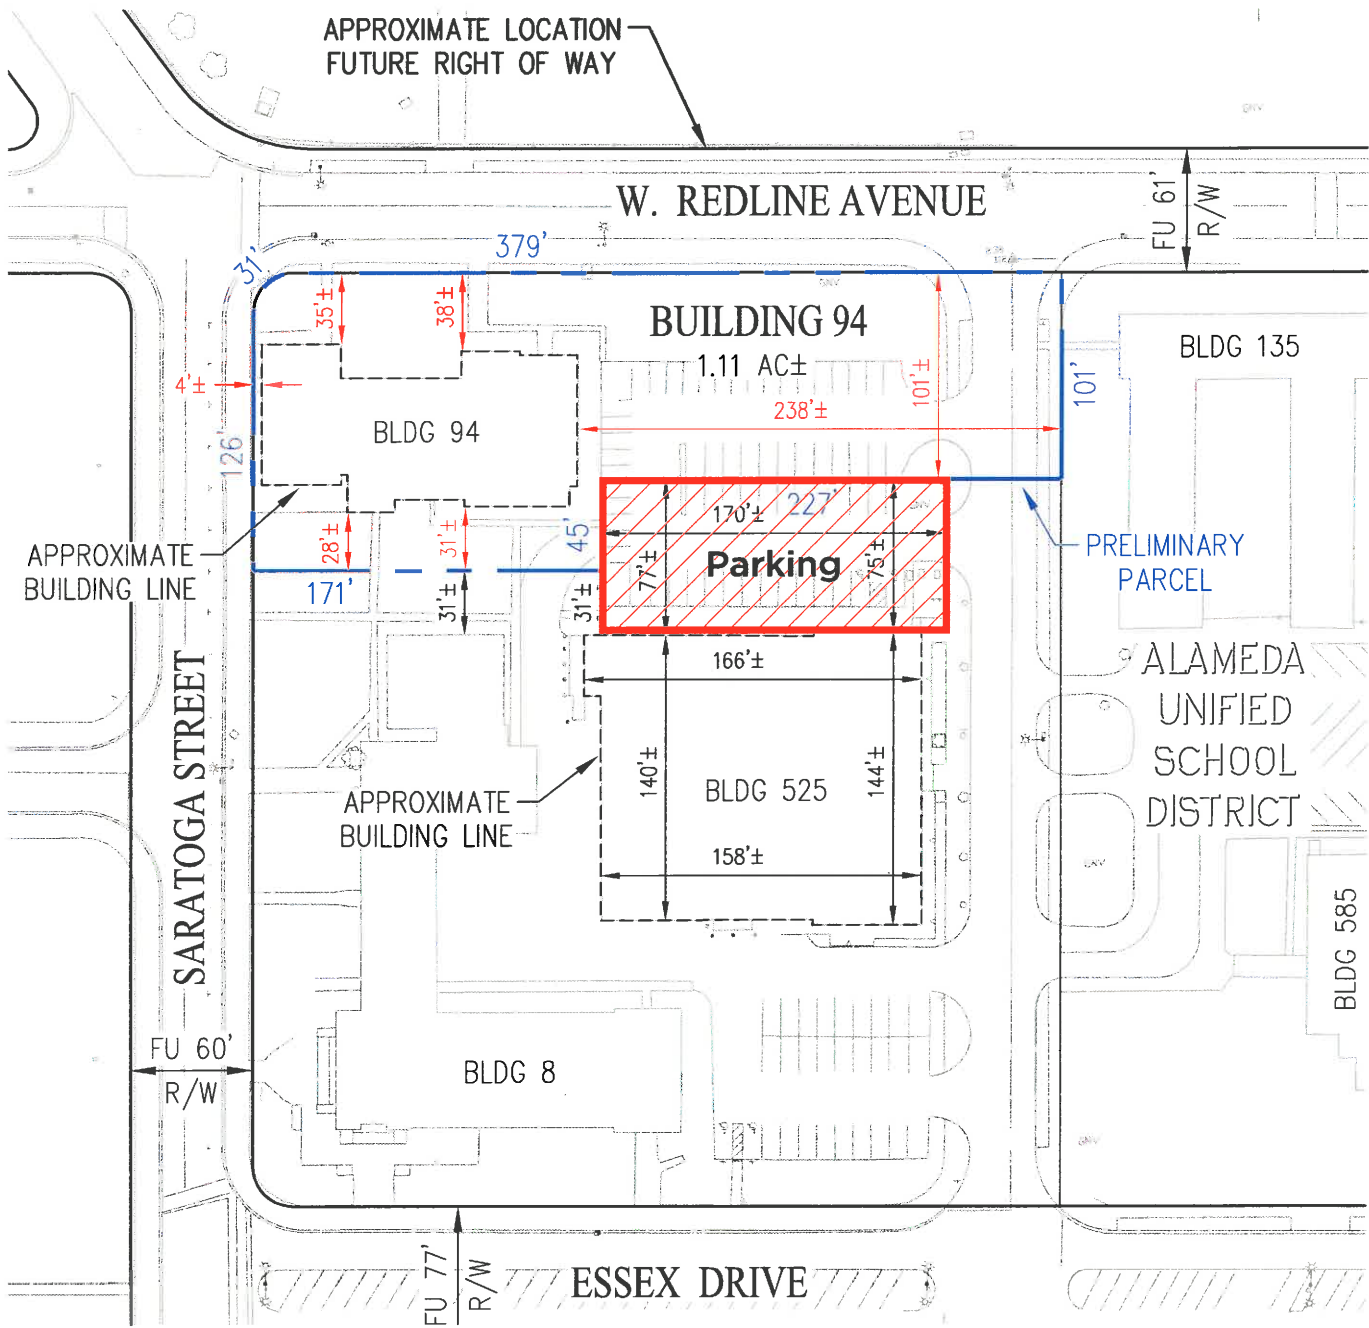 APPROXIMATE LOCATION
FUTURE RIGHT OF WAY
W. REDLINE AVENUE
FU 61'
R/W
379'
31'
35'±
38'±
BUILDING 94
1.11 AC±
101'±
BLDG 135
101'
4'±
238'±
BLDG 94
126'
227'
170'±
45'
APPROXIMATE
BUILDING LINE
28'±
31'±
77'±
Parking
75'±
PRELIMINARY
PARCEL
171'
31'±
31'±
166'±
ALAMEDA
UNIFIED
SCHOOL
DISTRICT
SARATOGA STREET
140'±
BLDG 525
144'±
APPROXIMATE
BUILDING LINE
158'±
BLDG 585
FU 60'
R/W
BLDG 8
FU 77'
R/W
ESSEX DRIVE